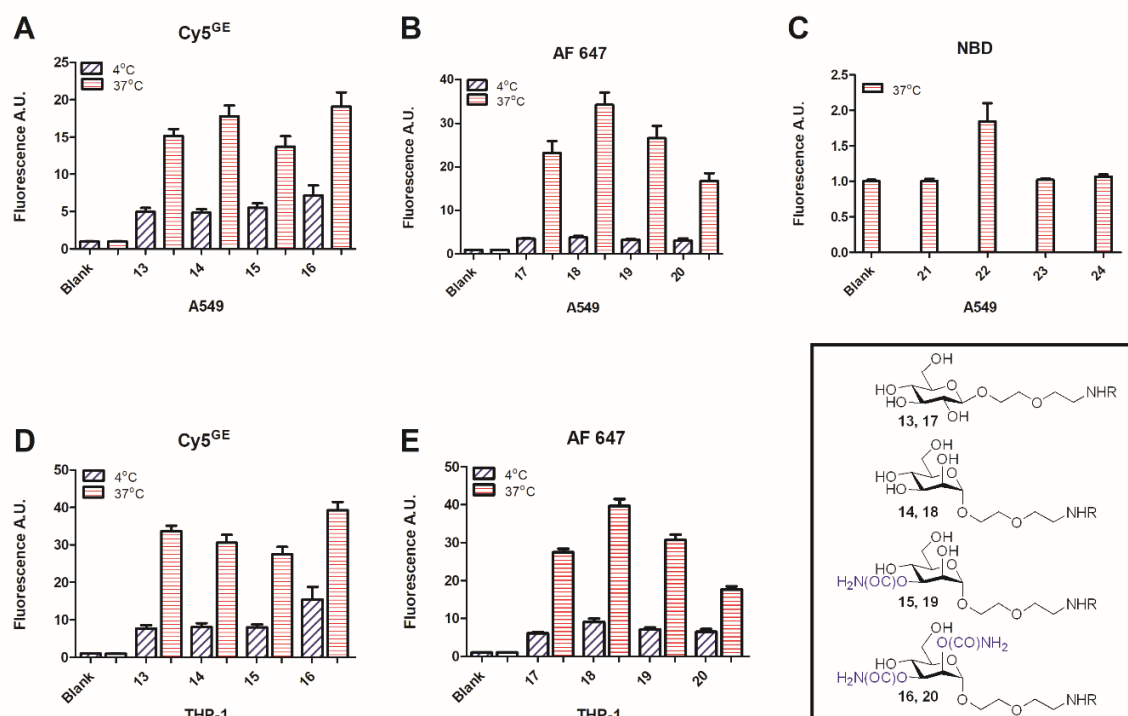 A
Cy5GE
4°C
37°C
Fluorescence A.U.
25
20
15
10
5
0
Blank
13
14
15
16
A549
B
AF 647
4°C
37°C
Fluorescence A.U.
40
30
20
10
0
Blank
17
18
19
20
A549
C
NBD
37°C
Fluorescence A.U.
2.5
2.0
1.5
1.0
0.5
0.0
Blank
21
22
23
24
A549
D
Cy5GE
4°C
37°C
Fluorescence A.U.
50
40
30
20
10
0
Blank
13
14
15
16
THP-1
E
AF 647
4°C
37°C
Fluorescence A.U.
50
40
30
20
10
0
Blank
17
18
19
20
THP-1
OH
HO
O
O
O
NHR
HO
OH
13, 17
OH
OH
HO
O
HO
14, 18
O
O
NHR
OH
OH
HO
O
H2N(OC)O
15, 19
O
O
NHR
OH
O(CO)NH2
HO
O
H2N(OC)O
16, 20
O
O
NHR